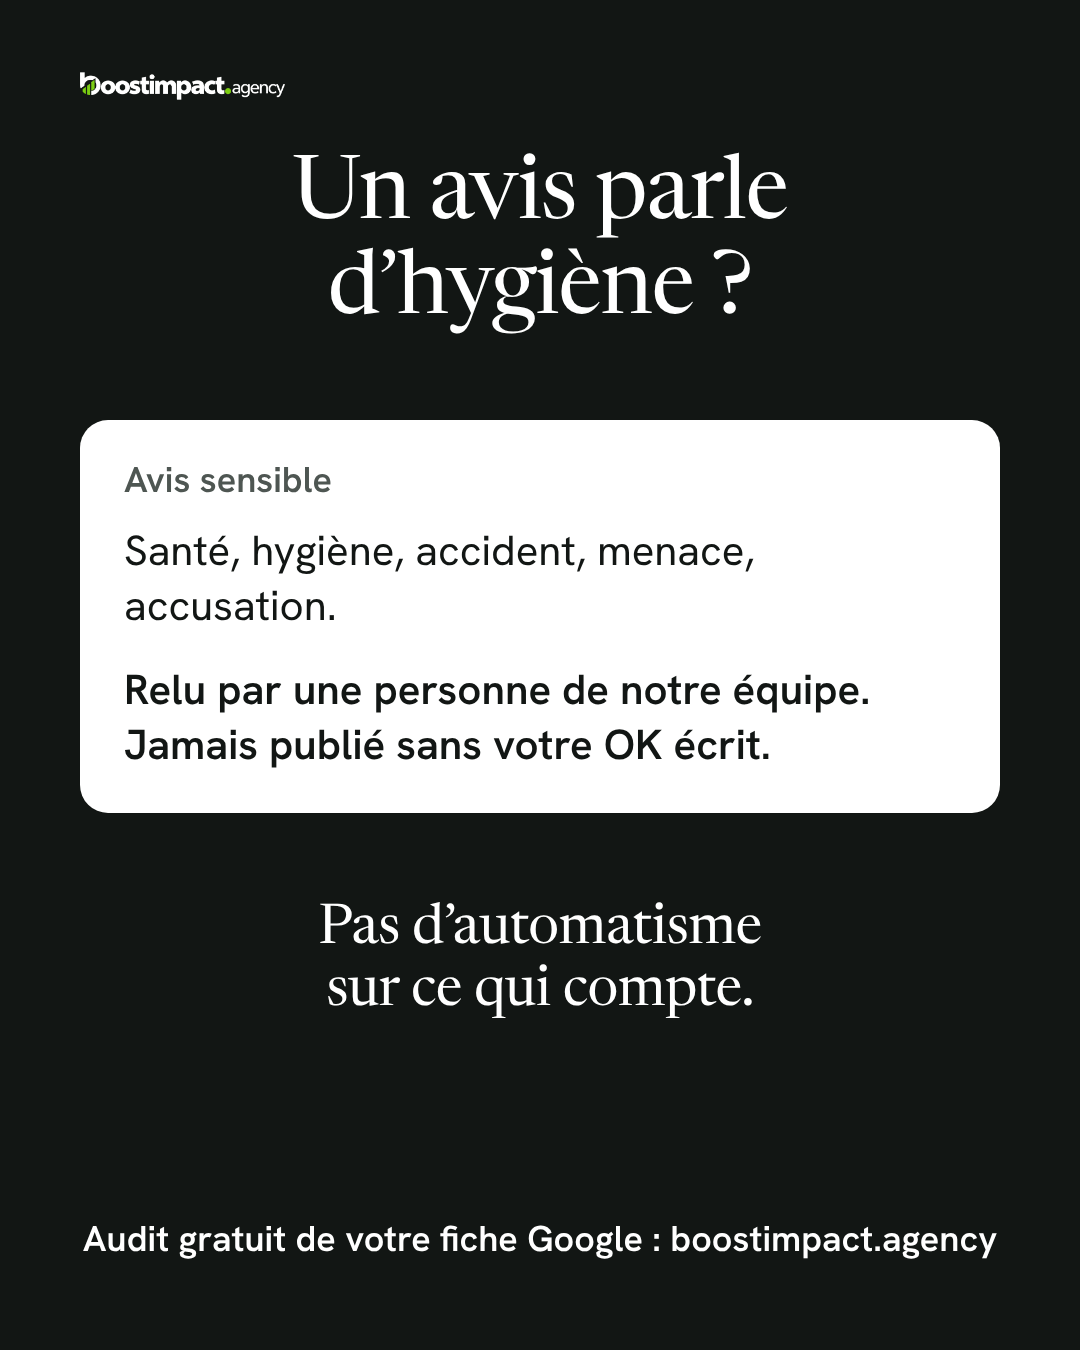 boostimpact.agency
Un avis parle
d’hygiène ?
Avis sensible
Santé, hygiène, accident, menace,
accusation.
Relu par une personne de notre équipe.
Jamais publié sans votre OK écrit.
Pas d’automatisme
sur ce qui compte.
Audit gratuit de votre fiche Google : boostimpact.agency